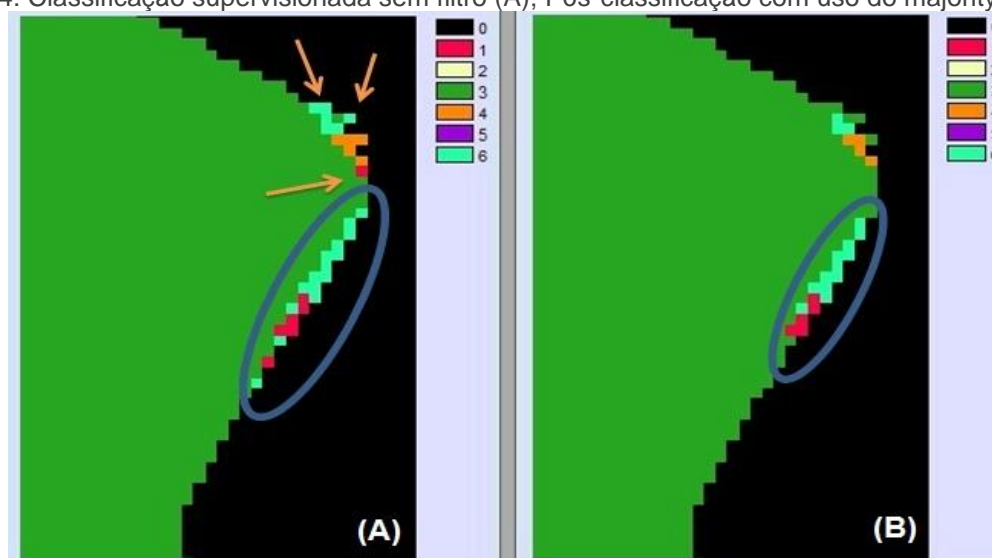 4. Classificação supervisionada sem filtro (A), Pós-classificação com uso do majority
0
1
2
3
4
5
6
(A)
(B)